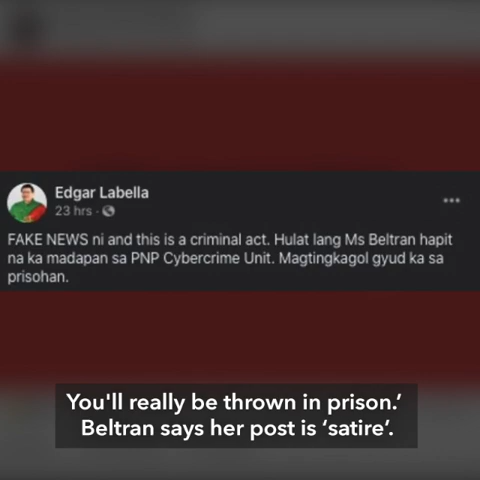 Edgar Labella
23 hrs ·
FAKE NEWS ni and this is a criminal act. Hulat lang Ms Beltran hapit
na ka madapan sa PNP Cybercrime Unit. Magtingkagol gyud ka sa
prisohan.
You'll really be thrown in prison.’
Beltran says her post is ‘satire’.